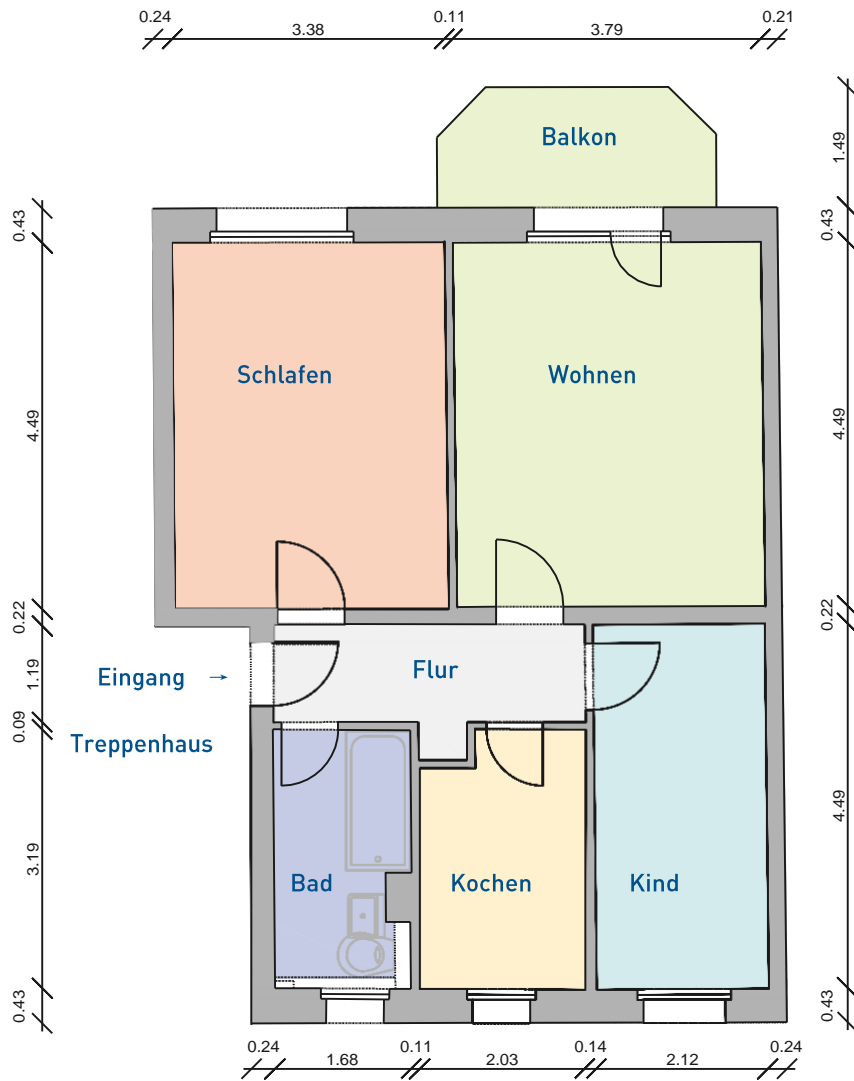 0.24 0.11 0.21
3.38 3.79
Balkon
1.49
0.43 0.43
Schlafen Wohnen
4.49 4.49
0.22 0.22
Eingang → Flur
1.19
0.09
Treppenhaus
4.49
3.19
Bad Kochen Kind
0.43 0.43
0.24 0.11 0.14 0.24
1.68 2.03 2.12